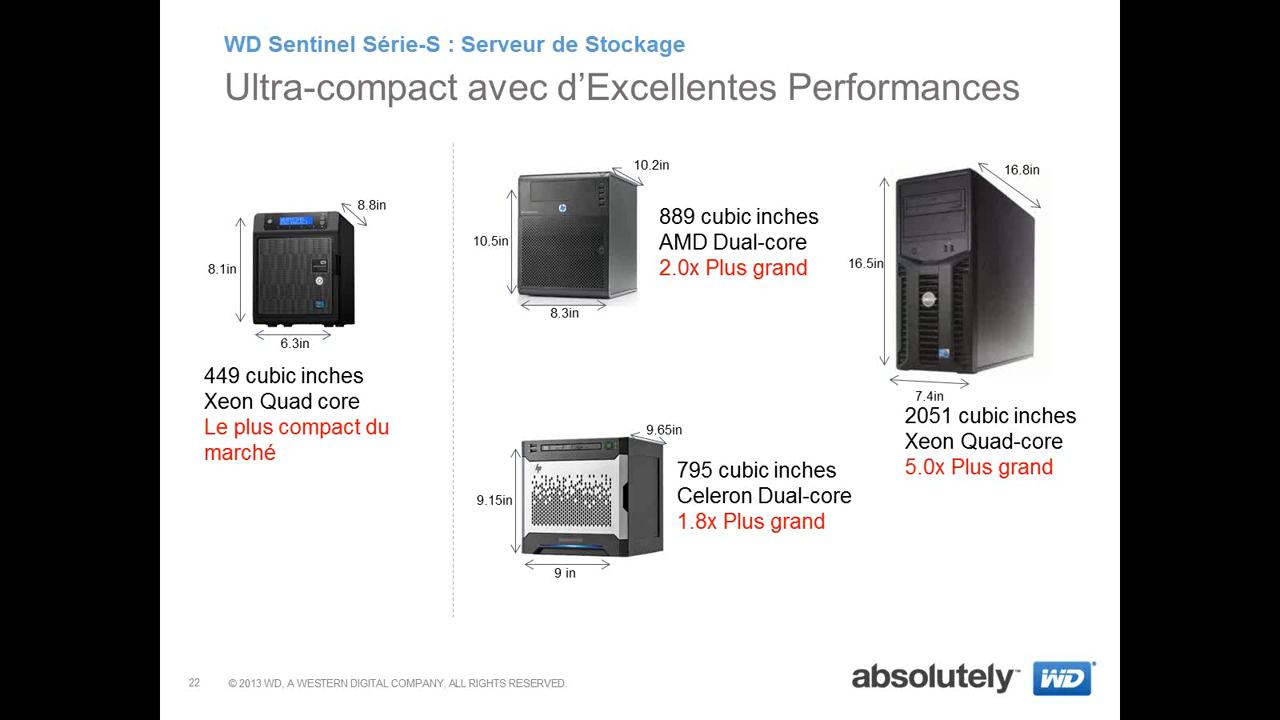 WD Sentinel Série-S : Serveur de Stockage
Ultra-compact avec d’Excellentes Performances
8.8in
8.1in
6.3in
449 cubic inches
Xeon Quad core
Le plus compact du
marché
10.2in
10.5in
8.3in
889 cubic inches
AMD Dual-core
2.0x Plus grand
9.65in
9.15in
9 in
795 cubic inches
Celeron Dual-core
1.8x Plus grand
16.8in
16.5in
7.4in
2051 cubic inches
Xeon Quad-core
5.0x Plus grand
22
© 2013 WD, A WESTERN DIGITAL COMPANY, ALL RIGHTS RESERVED.
absolutely™ WD®